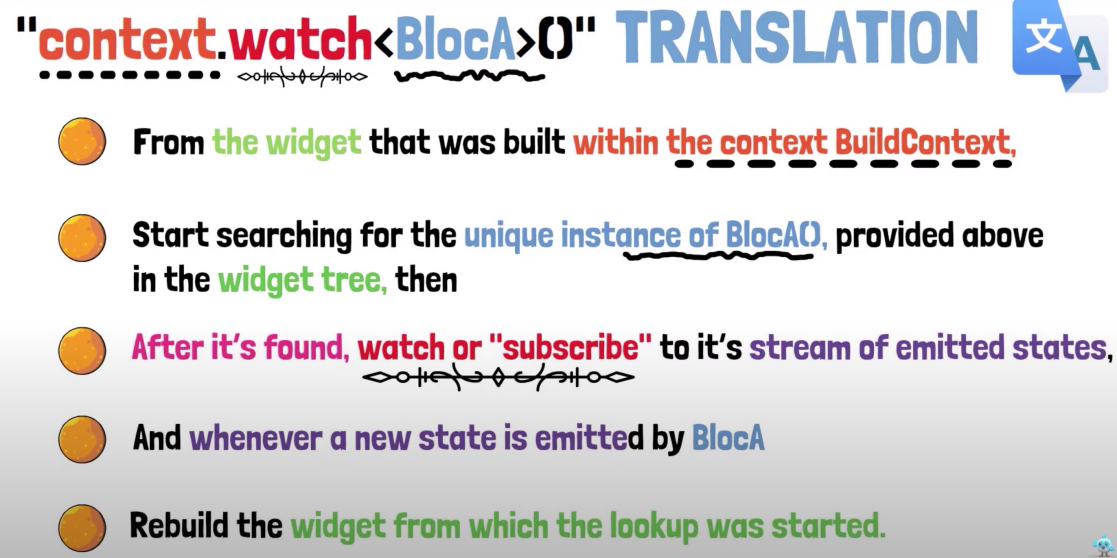 "context.watch<BlocA>()" TRANSLATION 文 A
From the widget that was built within the context BuildContext,
Start searching for the unique instance of BlocA(), provided above
in the widget tree, then
After it's found, watch or "subscribe" to it's stream of emitted states,
And whenever a new state is emitted by BlocA
Rebuild the widget from which the lookup was started.